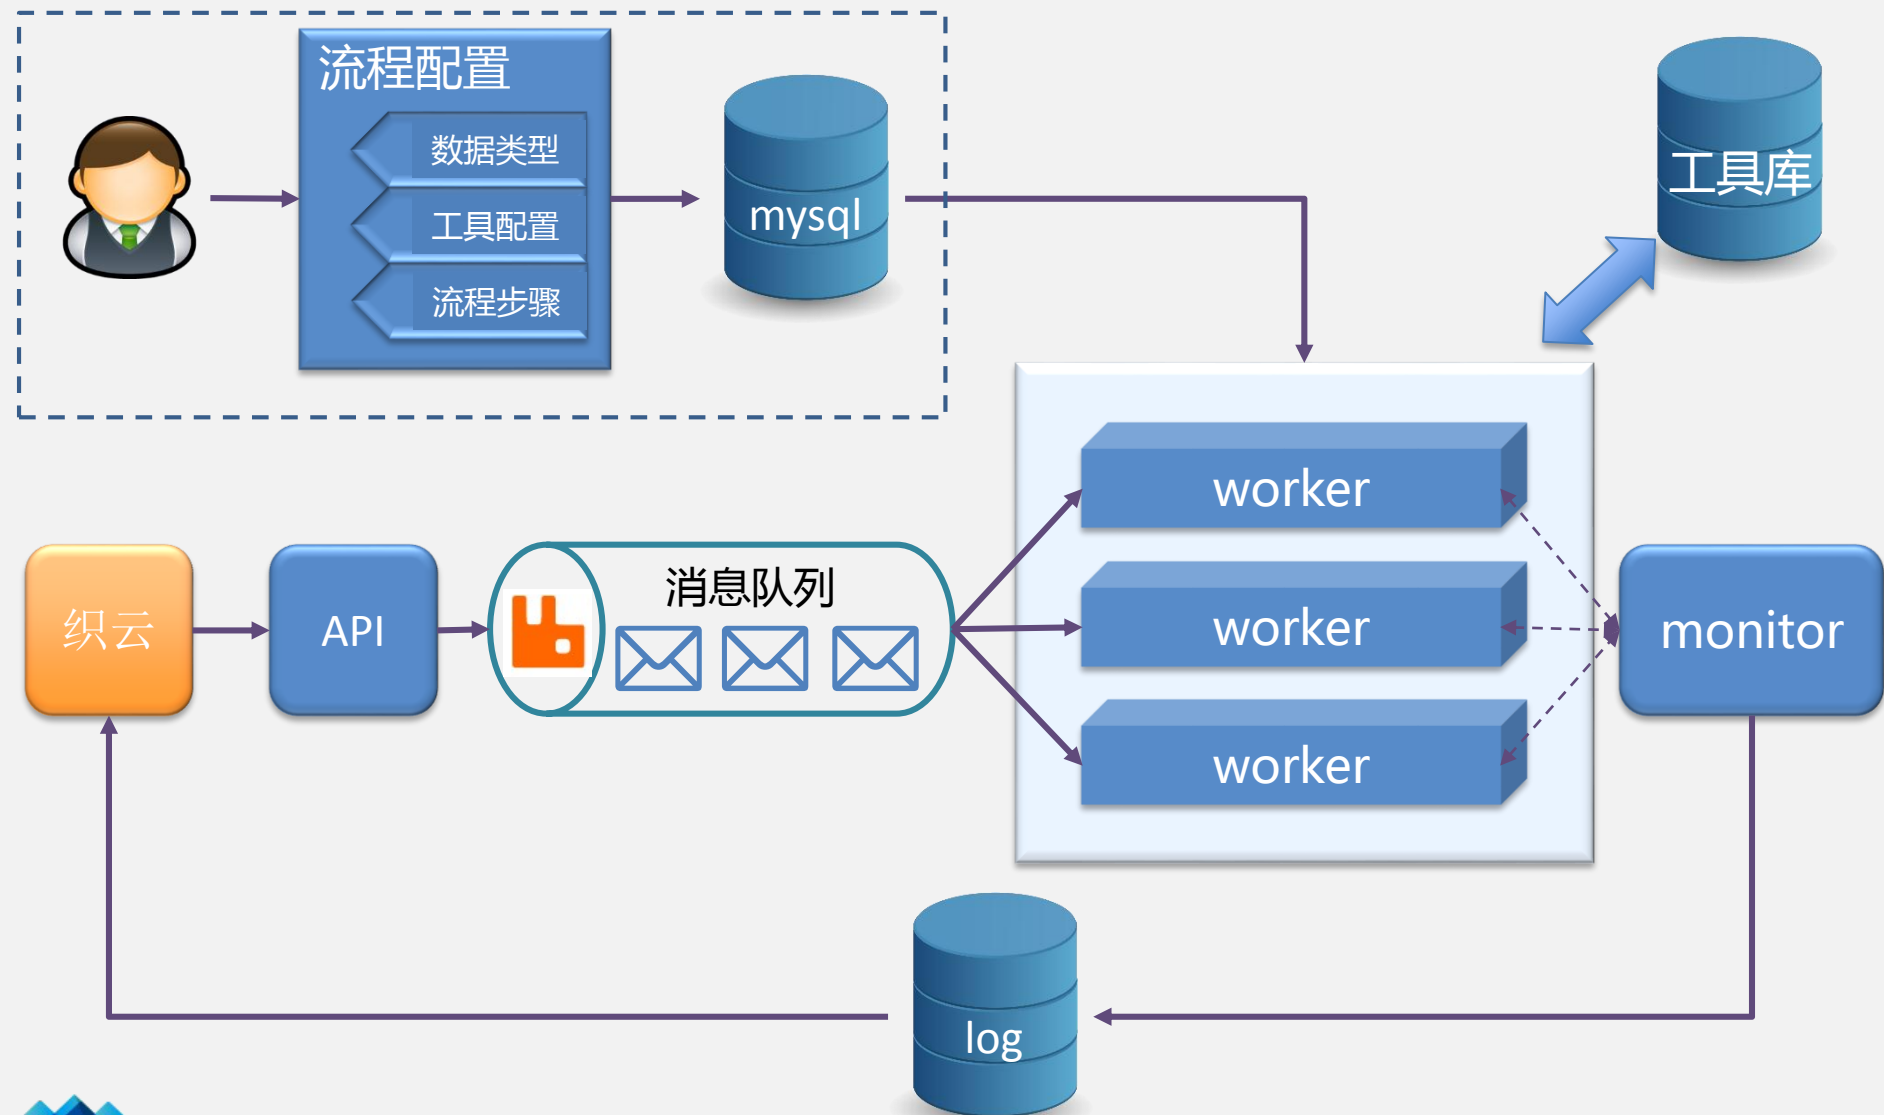 流程配置
数据类型
工具配置
流程步骤
mysql
工具库
worker
织云
API
消息队列
worker
monitor
worker
log